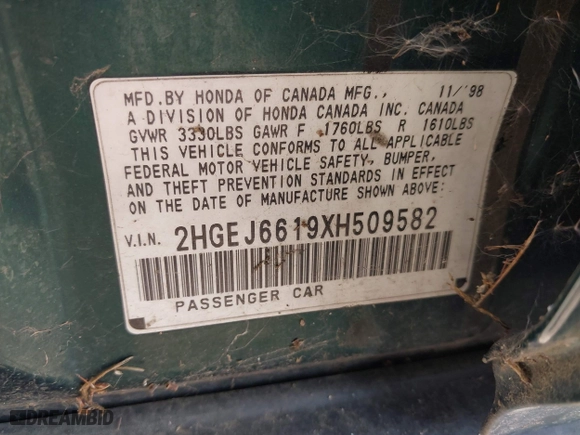 MFD.BY HONDA OF CANADA MFG., 11/'98
A DIVISION OF HONDA CANADA INC. CANADA
GVWR 3330LBS GAWR F 1760LBS R 1610LBS
THIS VEHICLE CONFORMS TO ALL APPLICABLE
FEDERAL MOTOR VEHICLE SAFETY, BUMPER,
AND THEFT PREVENTION STANDARDS IN EFFECT
ON THE DATE OF MANUFACTURE SHOWN ABOVE:
V.I.N. 2HGEJ6619XH509582
PASSENGER CAR
DREAMBID